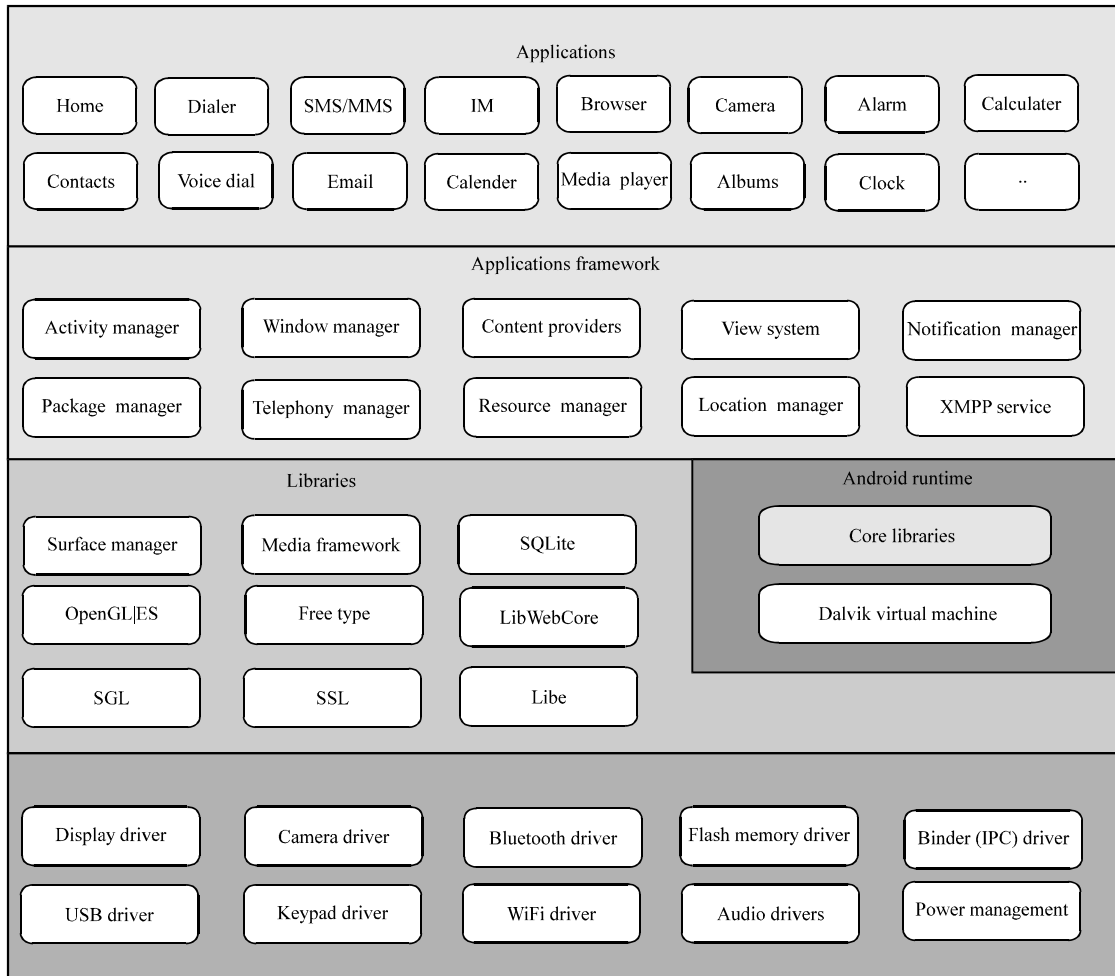 Applications
Home
Dialer
SMS/MMS
IM
Browser
Camera
Alarm
Calculater
Contacts
Voice dial
Email
Calender
Media player
Albums
Clock
..
Applications framework
Activity manager
Window manager
Content providers
View system
Notification manager
Package manager
Telephony manager
Resource manager
Location manager
XMPP service
Libraries
Surface manager
Media framework
SQLite
OpenGL|ES
Free type
LibWebCore
SGL
SSL
Libe
Android runtime
Core libraries
Dalvik virtual machine
Display driver
Camera driver
Bluetooth driver
Flash memory driver
Binder (IPC) driver
USB driver
Keypad driver
WiFi driver
Audio drivers
Power management